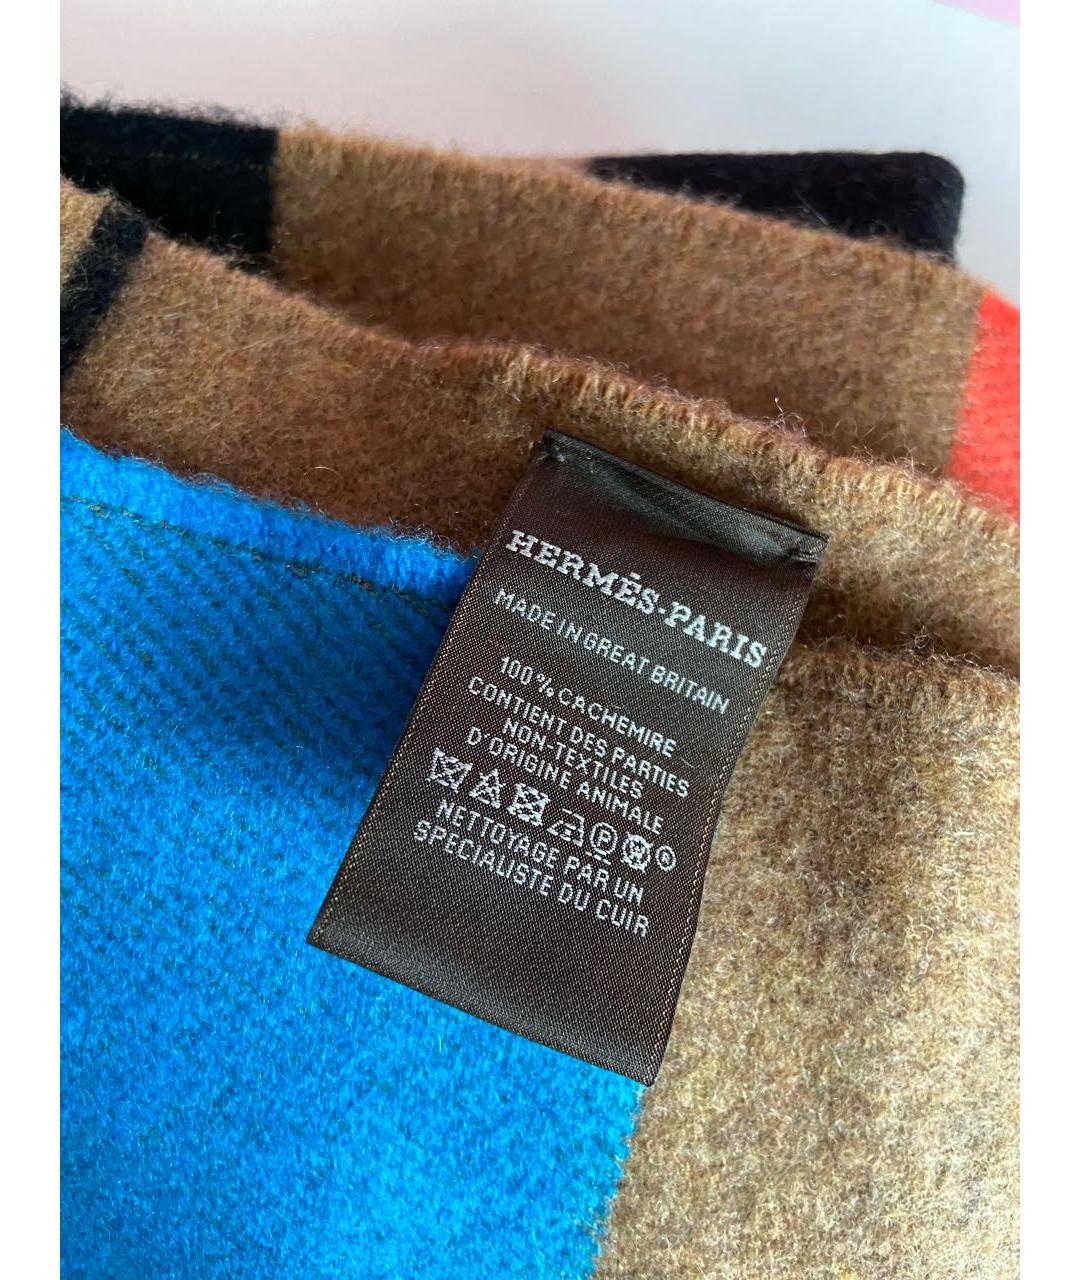 HERMÈS-PARIS
MADE IN GREAT BRITAIN
100% CACHEMIRE
CONTIENT DES PARTIES
NON-TEXTILES
D'ORIGINE ANIMALE
P ®
NETTOYAGE PAR UN
SPECIALISTE DU CUIR